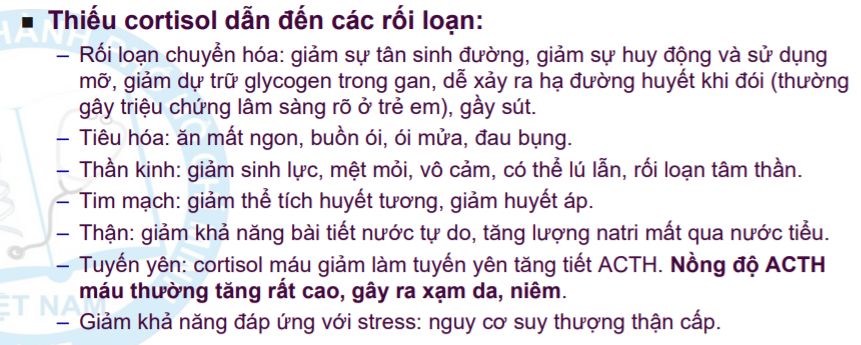 ▪ Thiếu cortisol dẫn đến các rối loạn:
– Rối loạn chuyển hóa: giảm sự tân sinh đường, giảm sự huy động và sử dụng
mỡ, giảm dự trữ glycogen trong gan, dễ xảy ra hạ đường huyết khi đói (thường
gây triệu chứng lâm sàng rõ ở trẻ em), gầy sút.
– Tiêu hóa: ăn mất ngon, buồn ói, ói mửa, đau bụng.
– Thần kinh: giảm sinh lực, mệt mỏi, vô cảm, có thể lú lẫn, rối loạn tâm thần.
– Tim mạch: giảm thể tích huyết tương, giảm huyết áp.
– Thận: giảm khả năng bài tiết nước tự do, tăng lượng natri mất qua nước tiểu.
– Tuyến yên: cortisol máu giảm làm tuyến yên tăng tiết ACTH. Nồng độ ACTH
máu thường tăng rất cao, gây ra xạm da, niêm.
– Giảm khả năng đáp ứng với stress: nguy cơ suy thượng thận cấp.